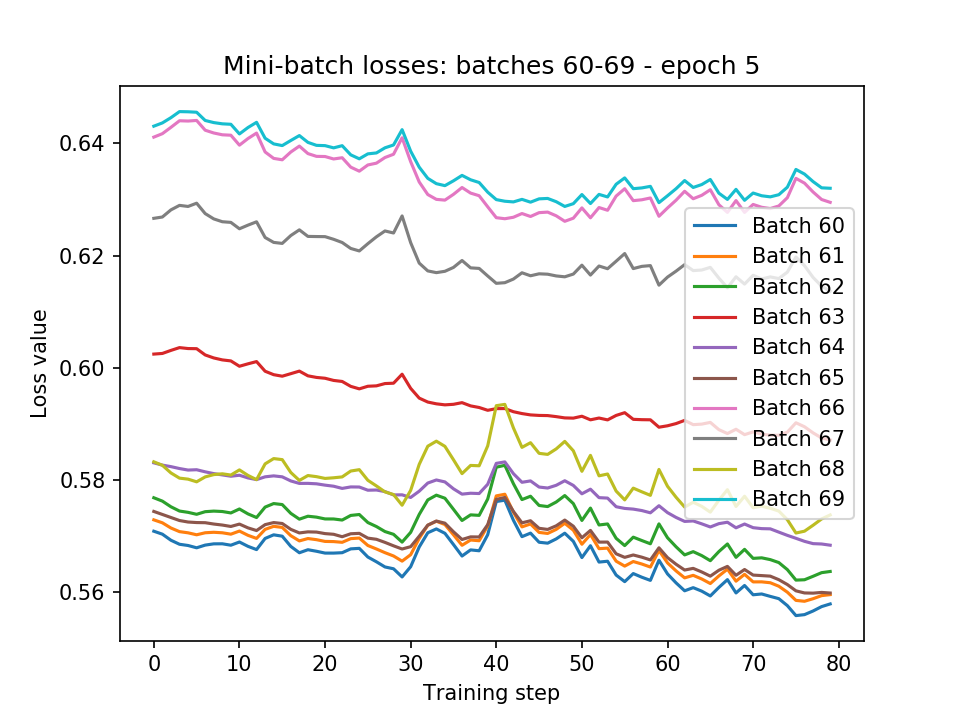 Mini-batch losses: batches 60-69 - epoch 5
Loss value
0.64
0.62
0.60
0.58
0.56
Batch 60
Batch 61
Batch 62
Batch 63
Batch 64
Batch 65
Batch 66
Batch 67
Batch 68
Batch 69
0 10 20 30 40 50 60 70 80
Training step